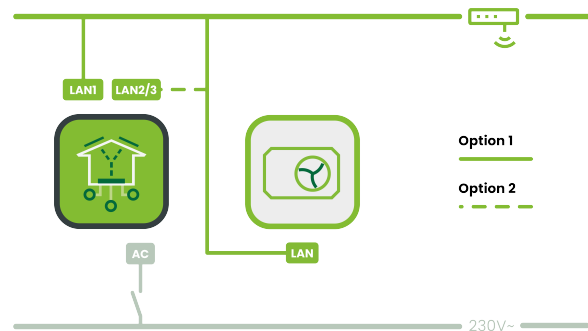 LAN1
LAN2/3
Option 1
Option 2
AC
LAN
230V~